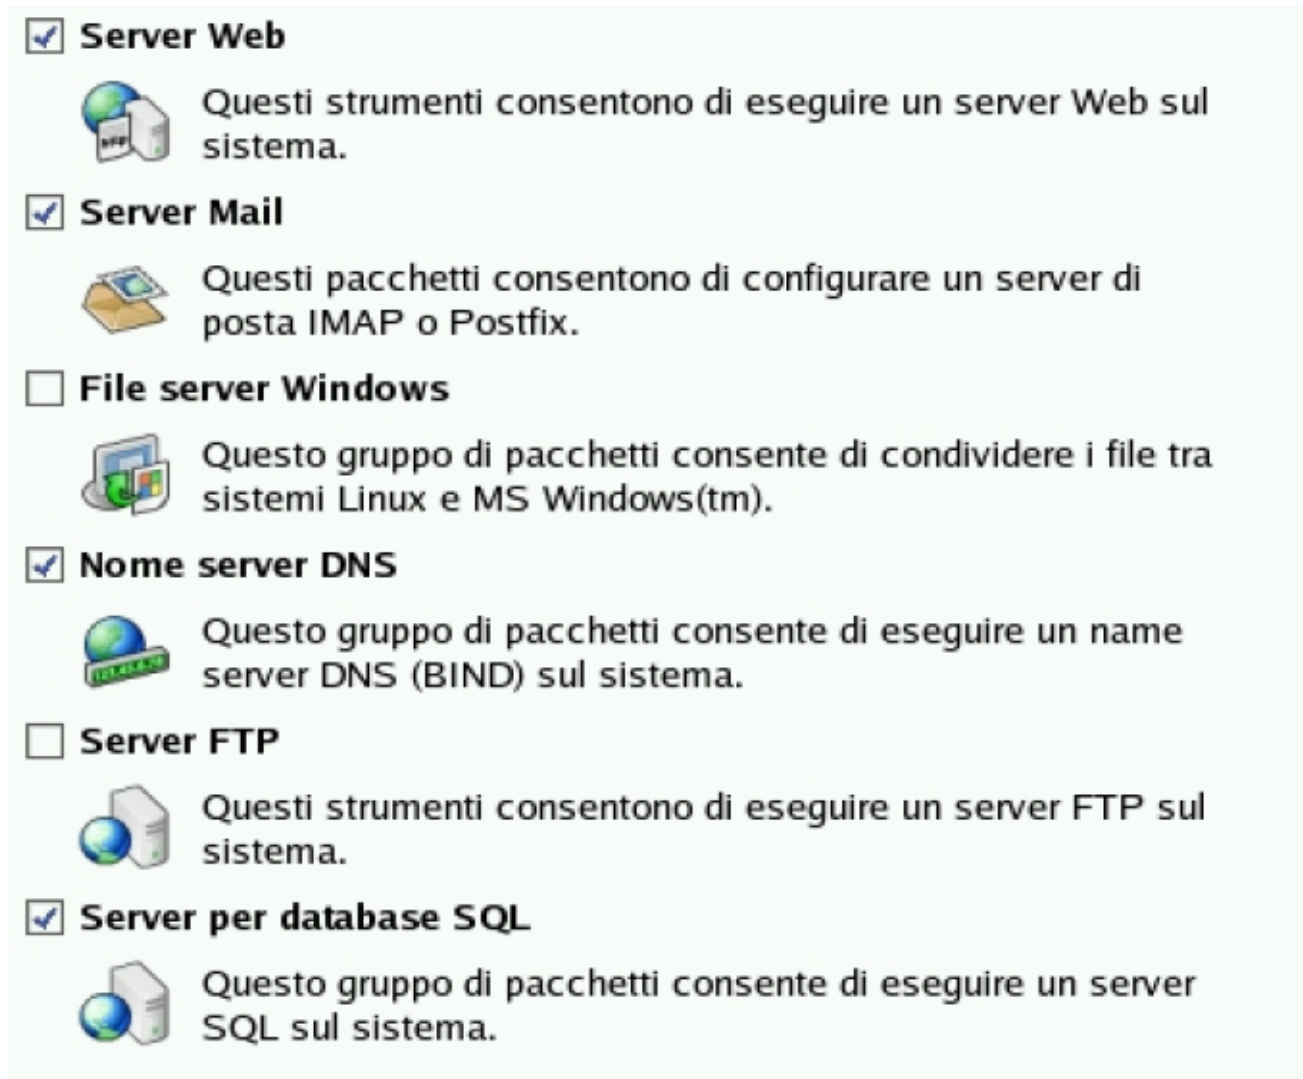 Server Web
Questi strumenti consentono di eseguire un server Web sul
sistema.
Server Mail
Questi pacchetti consentono di configurare un server di
posta IMAP o Postfix.
File server Windows
Questo gruppo di pacchetti consente di condividere i file tra
sistemi Linux e MS Windows(tm).
Nome server DNS
Questo gruppo di pacchetti consente di eseguire un name
server DNS (BIND) sul sistema.
Server FTP
Questi strumenti consentono di eseguire un server FTP sul
sistema.
Server per database SQL
Questo gruppo di pacchetti consente di eseguire un server
SQL sul sistema.